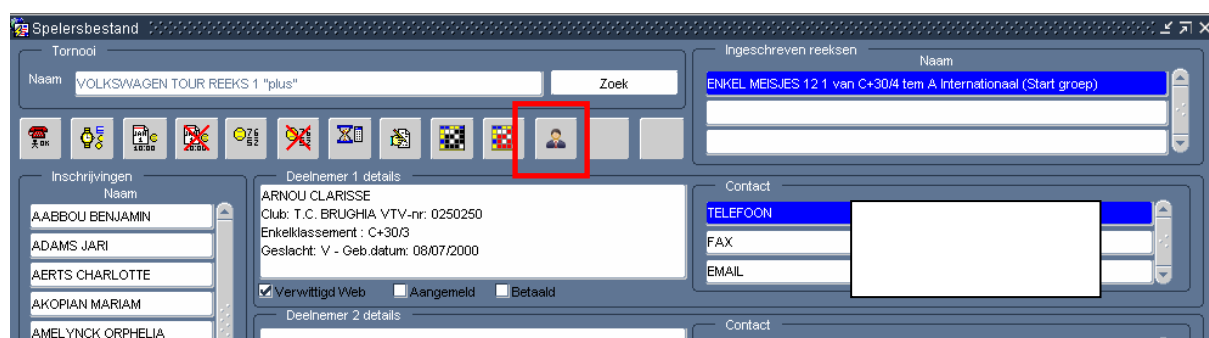 Spelersbestand
Tornooi
Naam VOLKSWAGEN TOUR REEKS 1 "plus" Zoek
Ingeschreven reeksen
Naam
ENKEL MEISJES 12 1 van C+30/4 tem A Internationaal (Start groep)
Inschrijvingen
Naam
AABBOU BENJAMIN
ADAMS JARI
AERTS CHARLOTTE
AKOPIAN MARIAM
AMELYNCK ORPHELIA
Deelnemer 1 details
ARNOU CLARISSE
Club: T.C. BRUGHIA VTV-nr: 0250250
Enkelklassement : C+30/3
Geslacht: V - Geb.datum: 08/07/2000
Verwittigd Web Aangemeld Betaald
Contact
TELEFOON
FAX
EMAIL
Deelnemer 2 details
Contact